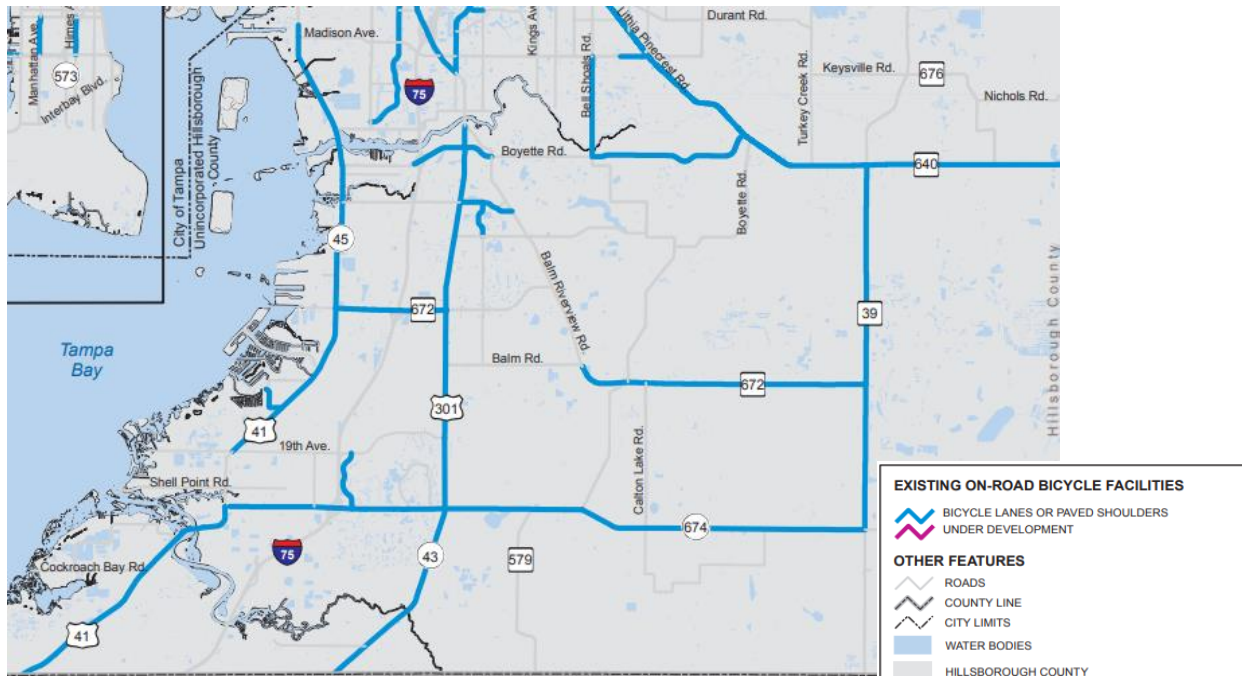 Madison Ave.
Durant Rd.
Lithia Pinecrest Rd.
Kings Av
Manhattan Ave.
Himes A
573
Interbay Blvd.
75
Bell Shoals Rd.
Turkey Creek Rd.
Keysville Rd.
676
Nichols Rd.
City of Tampa
Unincorporated Hillsborough
County
Boyette Rd.
640
Boyette Rd.
45
Balm Riverview Rd.
Hillsborough County
672
39
Tampa
Bay
Balm Rd.
672
301
41
19th Ave.
Calton Lake Rd.
Shell Point Rd.
674
75
43
579
Cockroach Bay Rd.
41
EXISTING ON-ROAD BICYCLE FACILITIES
BICYCLE LANES OR PAVED SHOULDERS
UNDER DEVELOPMENT
OTHER FEATURES
ROADS
COUNTY LINE
CITY LIMITS
WATER BODIES
HILLSBOROUGH COUNTY